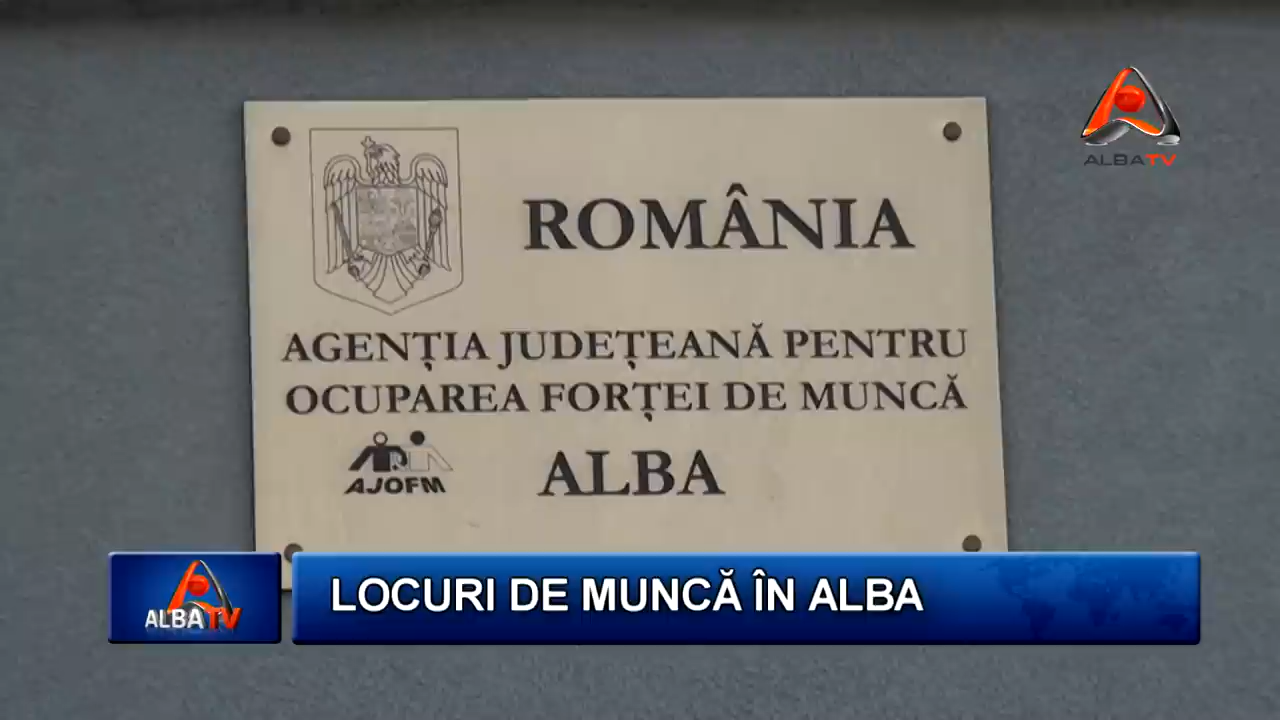 ALBATV
ROMÂNIA
AGENȚIA JUDEȚEANĂ PENTRU
OCUPAREA FORȚEI DE MUNCĂ
AJOFM
ALBA
ALBATV
LOCURI DE MUNCĂ ÎN ALBA